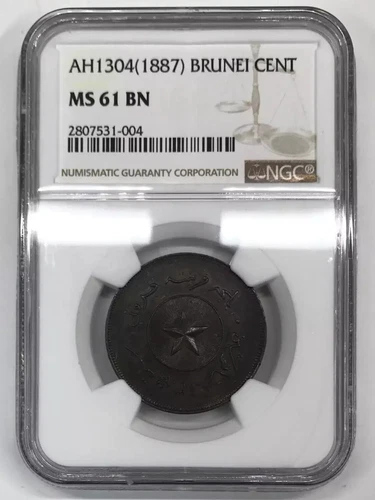 AH1304(1887) BRUNEI CENT
MS 61 BN
2807531-004
NUMISMATIC GUARANTY CORPORATION
NGC®